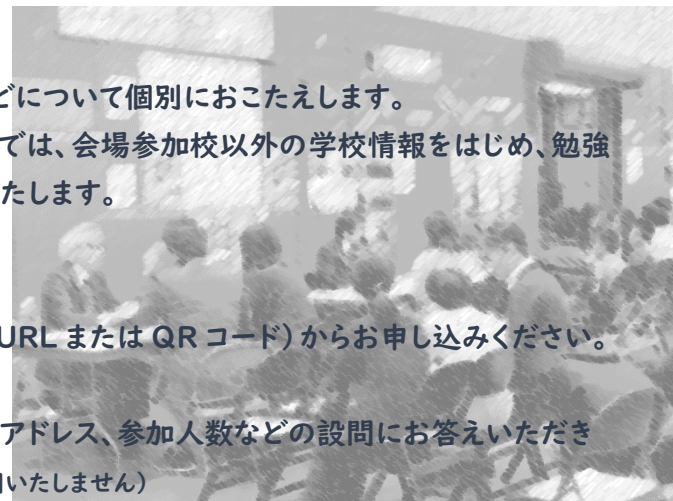 どについて個別におこたえします。
では、会場参加校以外の学校情報をはじめ、勉強
たします。
URL または QR コード）からお申し込みください。
アドレス、参加人数などの設問にお答えいただき
いたしません）